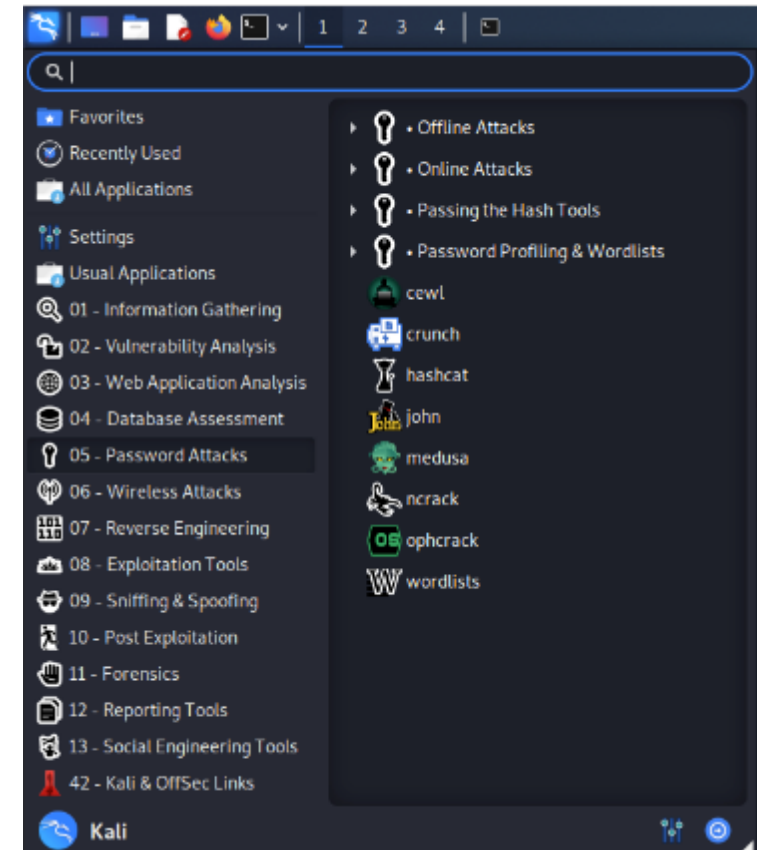 1 2 3 4
Favorites
Recently Used
All Applications
Settings
Usual Applications
01 - Information Gathering
02 - Vulnerability Analysis
03 - Web Application Analysis
04 - Database Assessment
05 - Password Attacks
06 - Wireless Attacks
07 - Reverse Engineering
08 - Exploitation Tools
09 - Sniffing & Spoofing
10 - Post Exploitation
11 - Forensics
12 - Reporting Tools
13 - Social Engineering Tools
42 - Kali & OffSec Links
• Offline Attacks
• Online Attacks
• Passing the Hash Tools
• Password Profiling & Wordlists
cewl
crunch
hashcat
John
john
medusa
ncrack
OS
ophcrack
W
wordlists
101
110
Kali